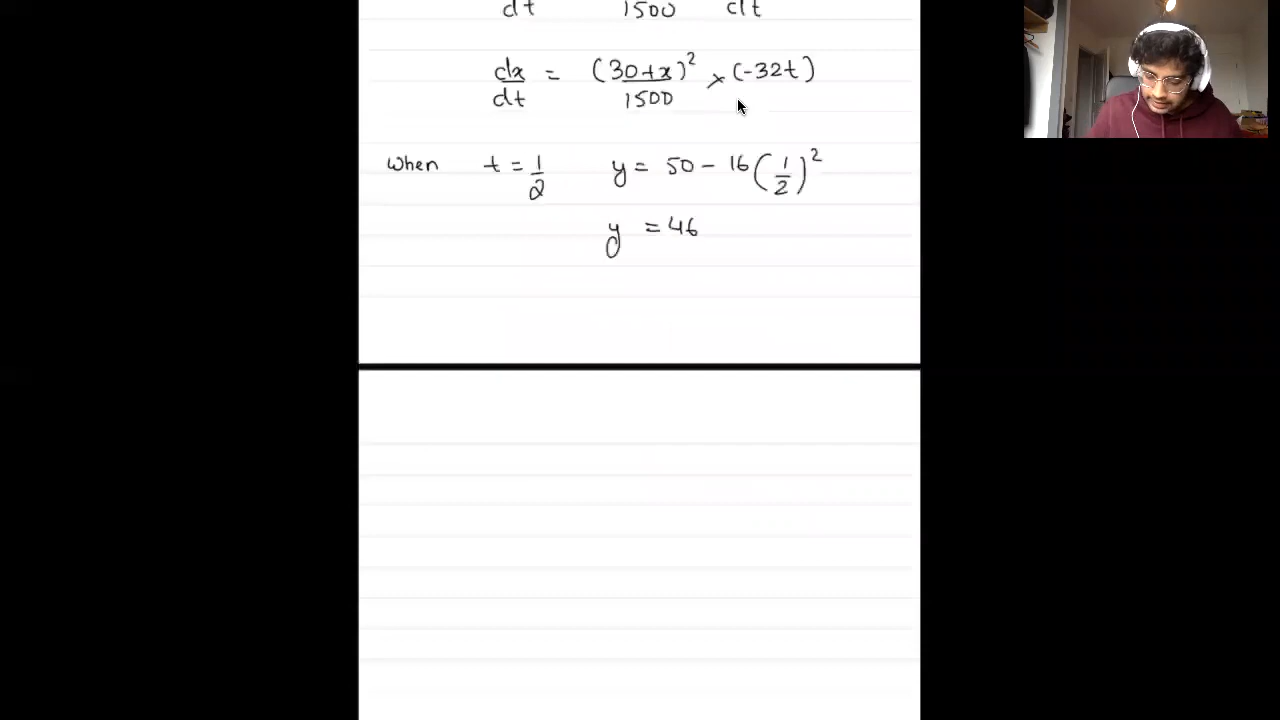 dt 1500 dt
dx/dt = (30+x)²/1500 × (-32t)
When t = 1/2 y = 50 - 16(1/2)²
y = 46